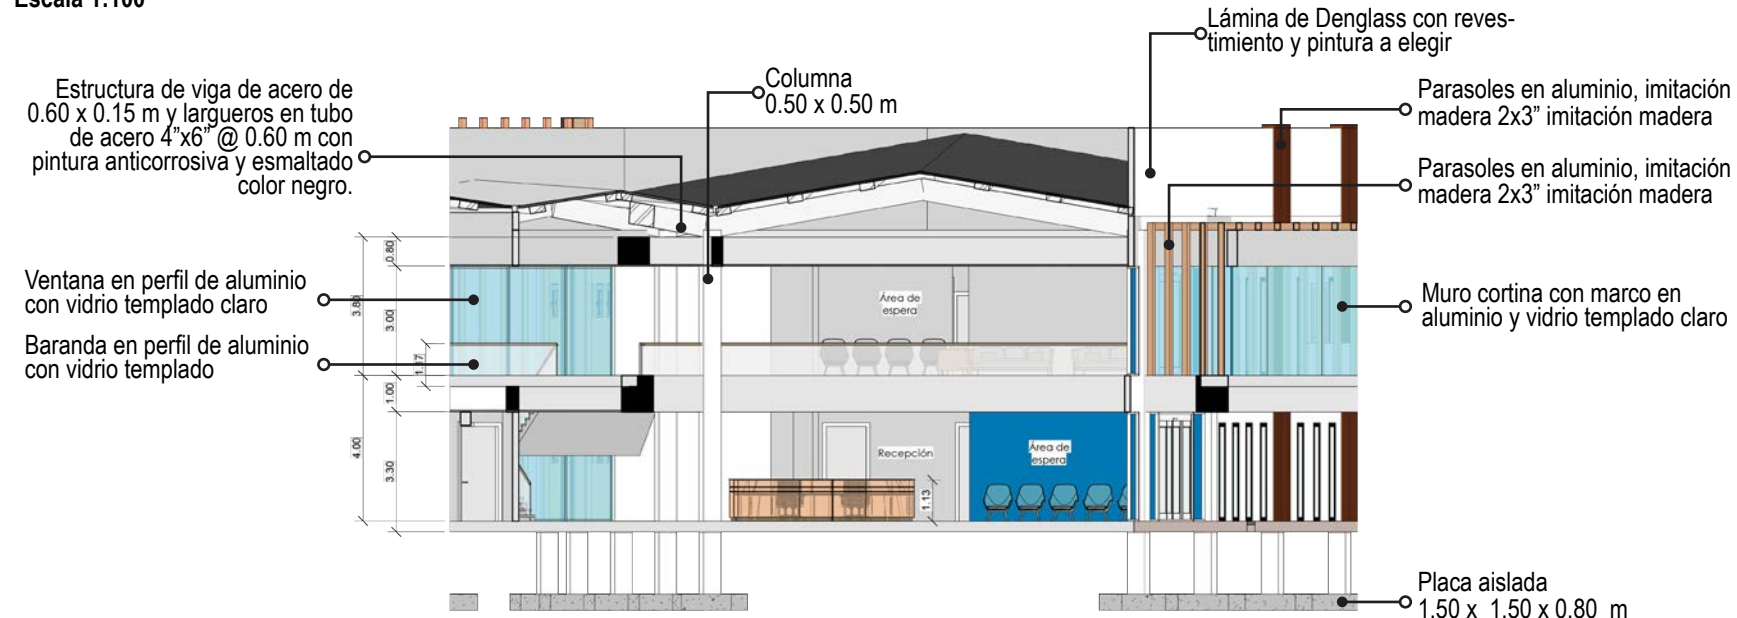 Escala 1:100
Lámina de Denglass con reves-
timiento y pintura a elegir
Estructura de viga de acero de
0.60 x 0.15 m y largueros en tubo
de acero 4”x6” @ 0.60 m con
pintura anticorrosiva y esmaltado
color negro.
Columna
0.50 x 0.50 m
Parasoles en aluminio, imitación
madera 2x3” imitación madera
Parasoles en aluminio, imitación
madera 2x3” imitación madera
Ventana en perfil de aluminio
con vidrio templado claro
Baranda en perfil de aluminio
con vidrio templado
Muro cortina con marco en
aluminio y vidrio templado claro
0.80
3.80
3.00
1.17
1.00
4.00
3.30
Área de
espera
Recepción
Área de
espera
1.13
Placa aislada
1.50 x 1.50 x 0.80 m